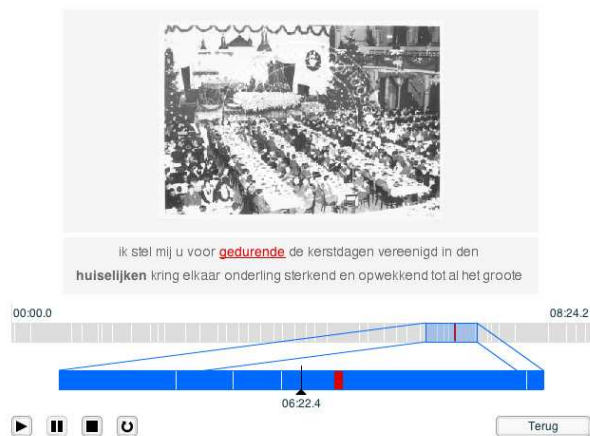 ik stel mij u voor gedurende de kerstdagen vereenigd in den
huiselijken kring elkaar onderling sterkend en opwekkend tot al het groote
00:00.0 08:24.2
06:22.4
Terug